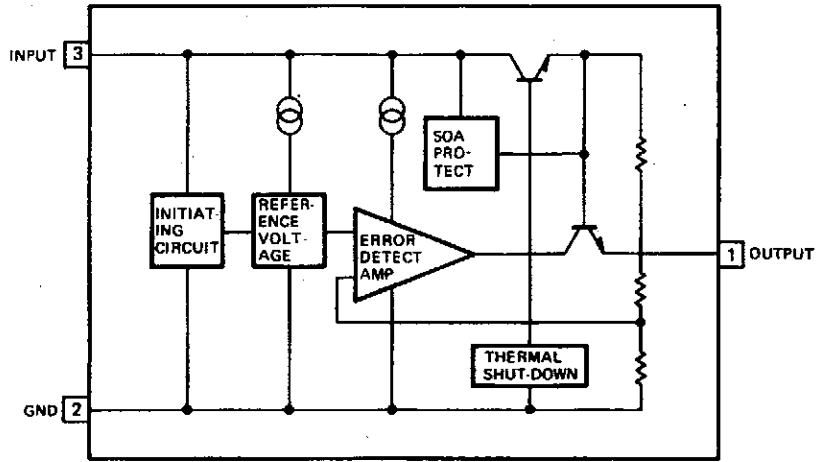 INPUT 3
SOA
PRO-
TECT
INITIAT-
ING
CIRCUIT
REFER-
ENCE
VOLT-
AGE
ERROR
DETECT
AMP
1 OUTPUT
THERMAL
SHUT-DOWN
GND 2